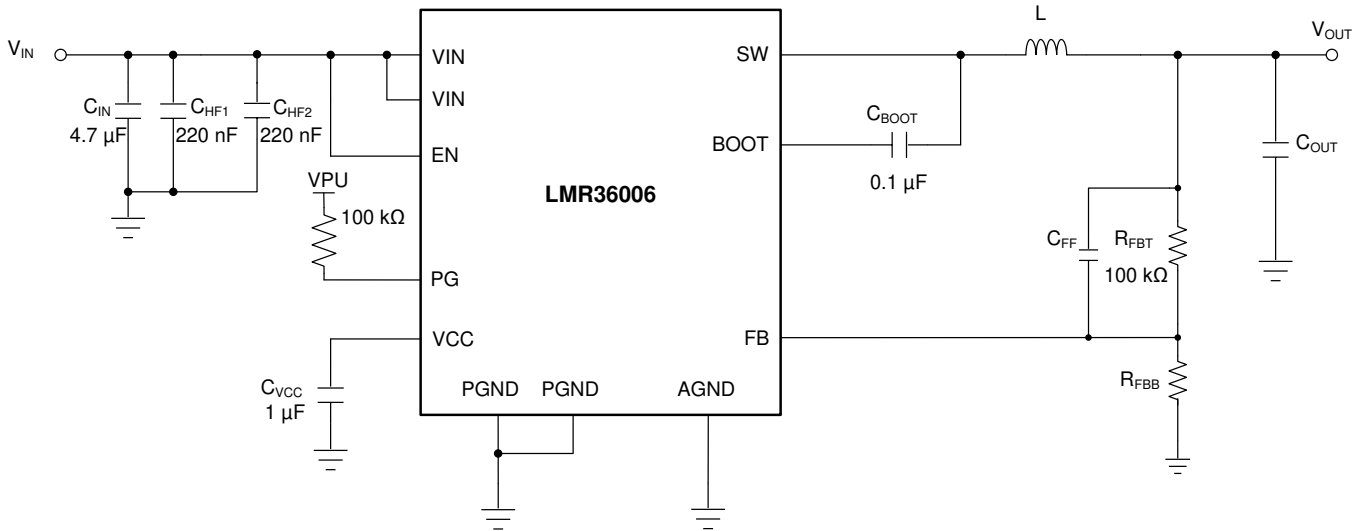 L
V_IN
V_OUT
VIN
SW
VIN
C_IN
4.7 µF
C_HF1
220 nF
C_HF2
220 nF
C_BOOT
0.1 µF
BOOT
C_OUT
EN
VPU
100 kΩ
LMR36006
C_FF
R_FBT
100 kΩ
PG
VCC
FB
C_VCC
1 µF
R_FBB
PGND
PGND
AGND